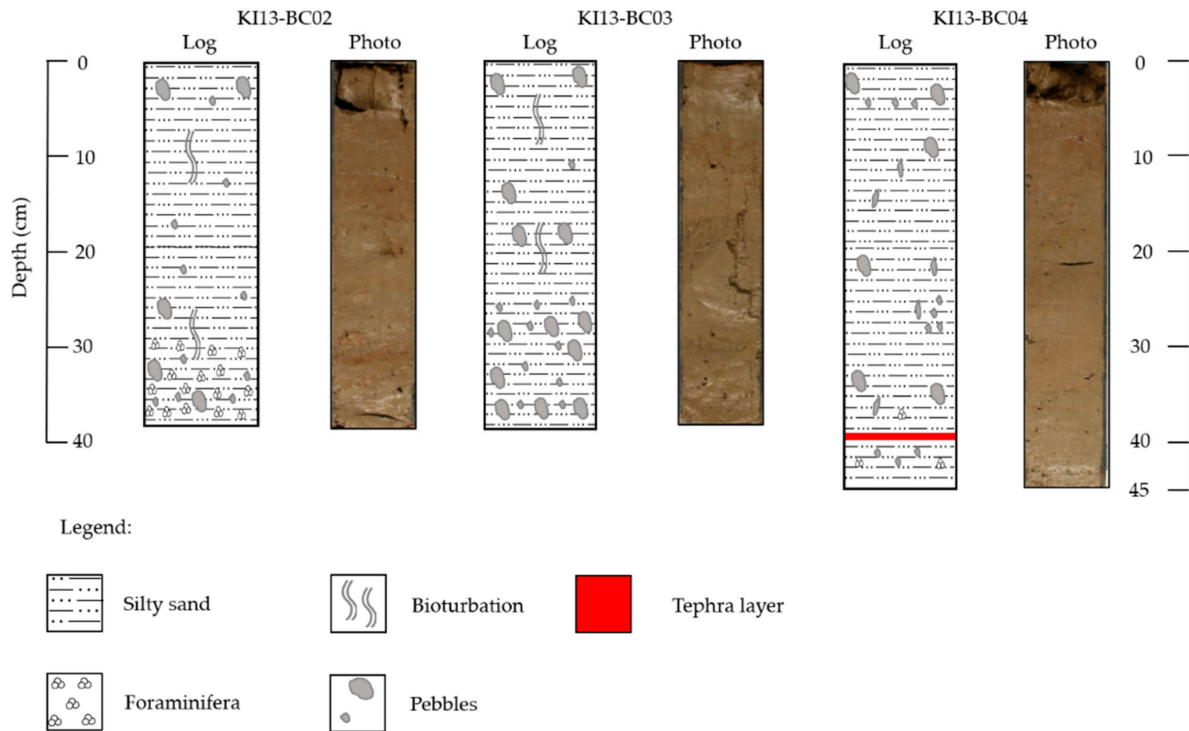 KI13-BC02 KI13-BC03 KI13-BC04
Log Photo Log Photo Log Photo
0 0
10 10
20 20
30 30
40 40
45
Depth (cm)
Legend:
Silty sand Bioturbation Tephra layer
Foraminifera Pebbles